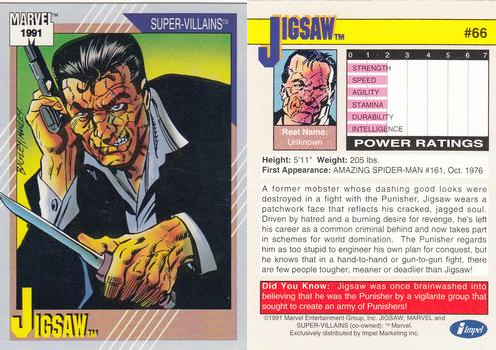 MARVEL™
1991
SUPER-VILLAINS™
BAGLEY/
JIGSAW™
JIGSAW™
#66
0 1 2 3 4 5 6 7
STRENGTH
SPEED
AGILITY
STAMINA
DURABILITY
INTELLIGENCE
POWER RATINGS
Real Name:
Unknown
Height: 5'11" Weight: 205 lbs.
First Appearance: AMAZING SPIDER-MAN #161, Oct. 1976
A former mobster whose dashing good looks were
destroyed in a fight with the Punisher, Jigsaw wears a
patchwork face that reflects his cracked, jagged soul.
Driven by hatred and a burning desire for revenge, he's left
his career as a common criminal behind and now takes part
in schemes for world domination. The Punisher regards
him as too stupid to engineer his own plan for conquest, but
he knows that in a hand-to-hand or gun-to-gun fight, there
are few people tougher, meaner or deadlier than Jigsaw!
Did You Know: Jigsaw was once brainwashed into
believing that he was the Punisher by a vigilante group that
sought to create an army of Punishers!
©1991 Marvel Entertainment Group, Inc. JIGSAW, MARVEL and
SUPER-VILLAINS (co-owned): ™ Marvel.
Exclusively distributed by Impel Marketing Inc.
impel